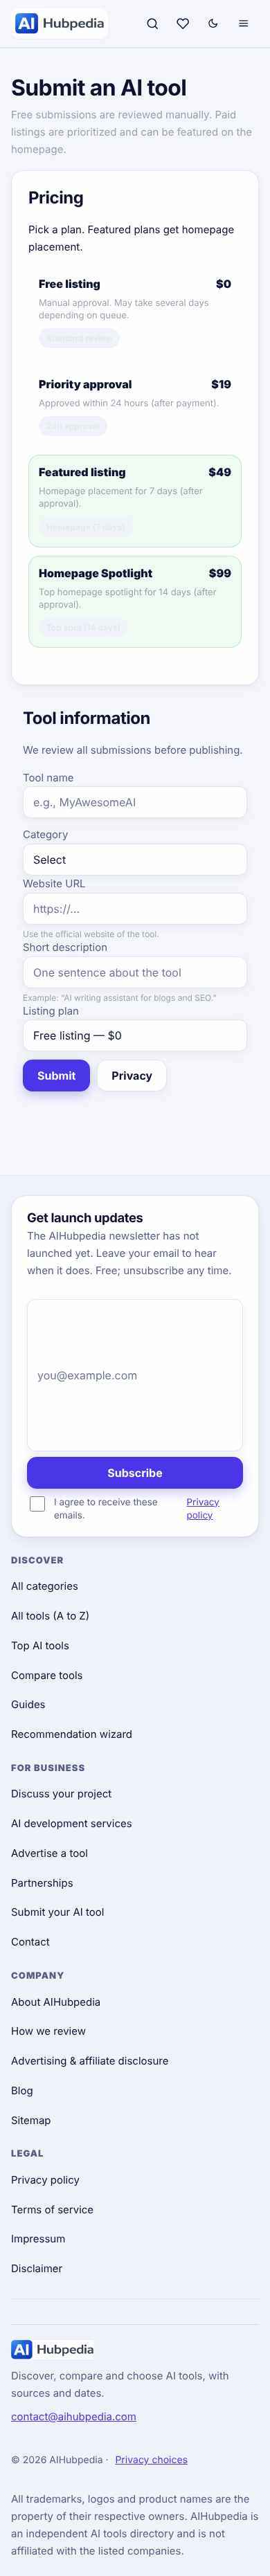 AI Hubpedia
Submit an AI tool
Free submissions are reviewed manually. Paid
listings are prioritized and can be featured on the
homepage.
Pricing
Pick a plan. Featured plans get homepage
placement.
Free listing $0
Manual approval. May take several days
depending on queue.
Priority approval $19
Approved within 24 hours (after payment).
Featured listing $49
Homepage placement for 7 days (after
approval).
Homepage Spotlight $99
Top homepage spotlight for 14 days (after
approval).
Tool information
We review all submissions before publishing.
Tool name
e.g., MyAwesomeAI
Category
Select
Website URL
https://...
Use the official website of the tool.
Short description
One sentence about the tool
Example: "AI writing assistant for blogs and SEO."
Listing plan
Free listing — $0
Submit Privacy
Get launch updates
The AIHubpedia newsletter has not
launched yet. Leave your email to hear
when it does. Free; unsubscribe any time.
you@example.com
Subscribe
I agree to receive these
emails.
Privacy
policy
DISCOVER
All categories
All tools (A to Z)
Top AI tools
Compare tools
Guides
Recommendation wizard
FOR BUSINESS
Discuss your project
AI development services
Advertise a tool
Partnerships
Submit your AI tool
Contact
COMPANY
About AIHubpedia
How we review
Advertising & affiliate disclosure
Blog
Sitemap
LEGAL
Privacy policy
Terms of service
Impressum
Disclaimer
AI Hubpedia
Discover, compare and choose AI tools, with
sources and dates.
contact@aihubpedia.com
© 2026 AIHubpedia · Privacy choices
All trademarks, logos and product names are the
property of their respective owners. AIHubpedia is
an independent AI tools directory and is not
affiliated with the listed companies.